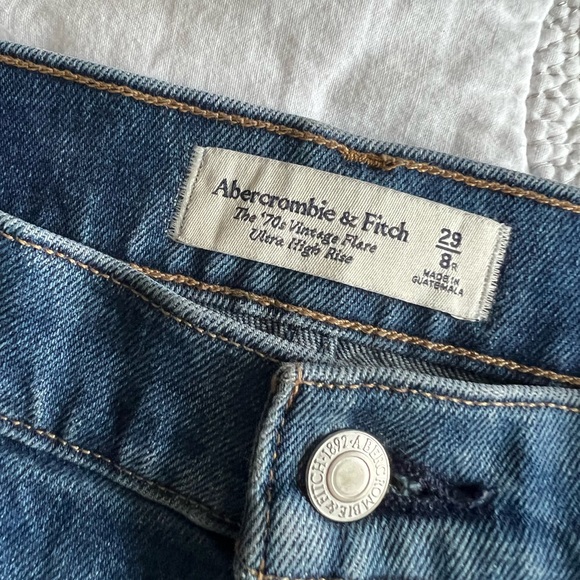 Abercrombie & Fitch
The '70s Vintage Flare
Ultra High Rise
29
8R
MADE IN
GUATEMALA
ABERCROMBIE & FITCH·1892·